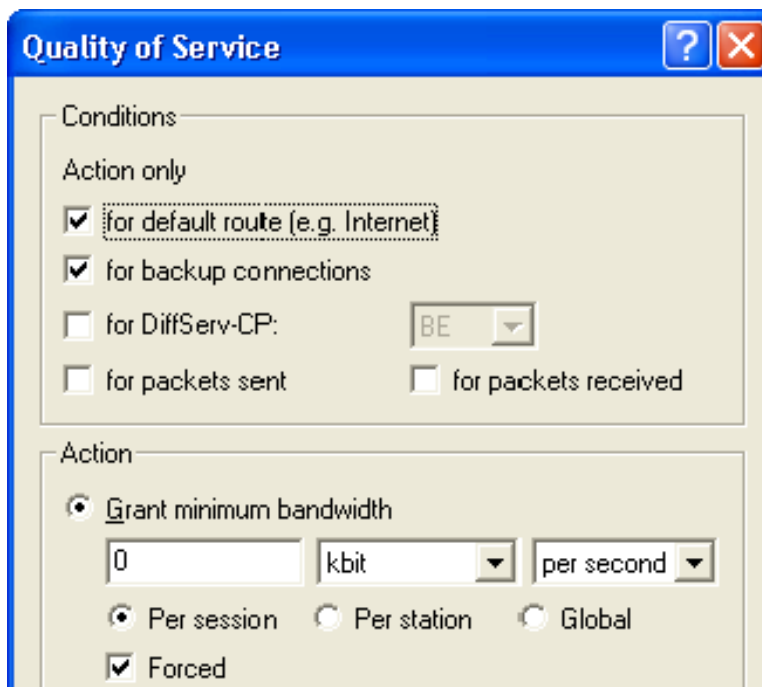 Quality of Service
Conditions
Action only
for default route (e.g. Internet)
for backup connections
for DiffServ-CP: BE
for packets sent for packets received
Action
Grant minimum bandwidth
0 kbit per second
Per session Per station Global
Forced